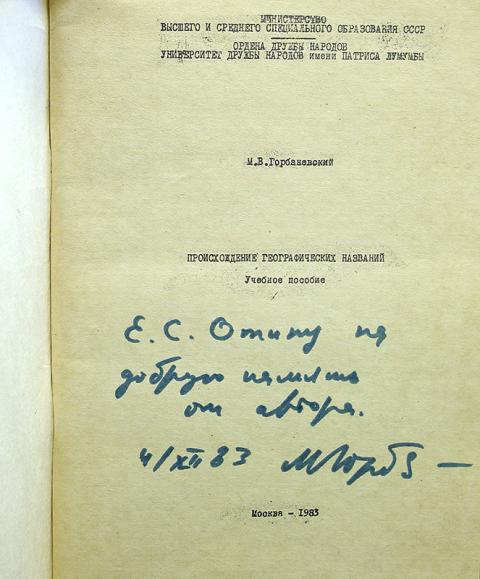 МИНИСТЕРСТВО
ВЫСШЕГО И СРЕДНЕГО СПЕЦИАЛЬНОГО ОБРАЗОВАНИЯ СССР
ОРДЕНА ДРУЖБЫ НАРОДОВ
УНИВЕРСИТЕТ ДРУЖБЫ НАРОДОВ имени ПАТРИСА ЛУМУМБЫ
М.В.Горбаневский
ПРОИСХОЖДЕНИЕ ГЕОГРАФИЧЕСКИХ НАЗВАНИЙ
Учебное пособие
Е.С. Отину на
добрую память
от автора.
4/XII 83 МГорб
Москва - 1983